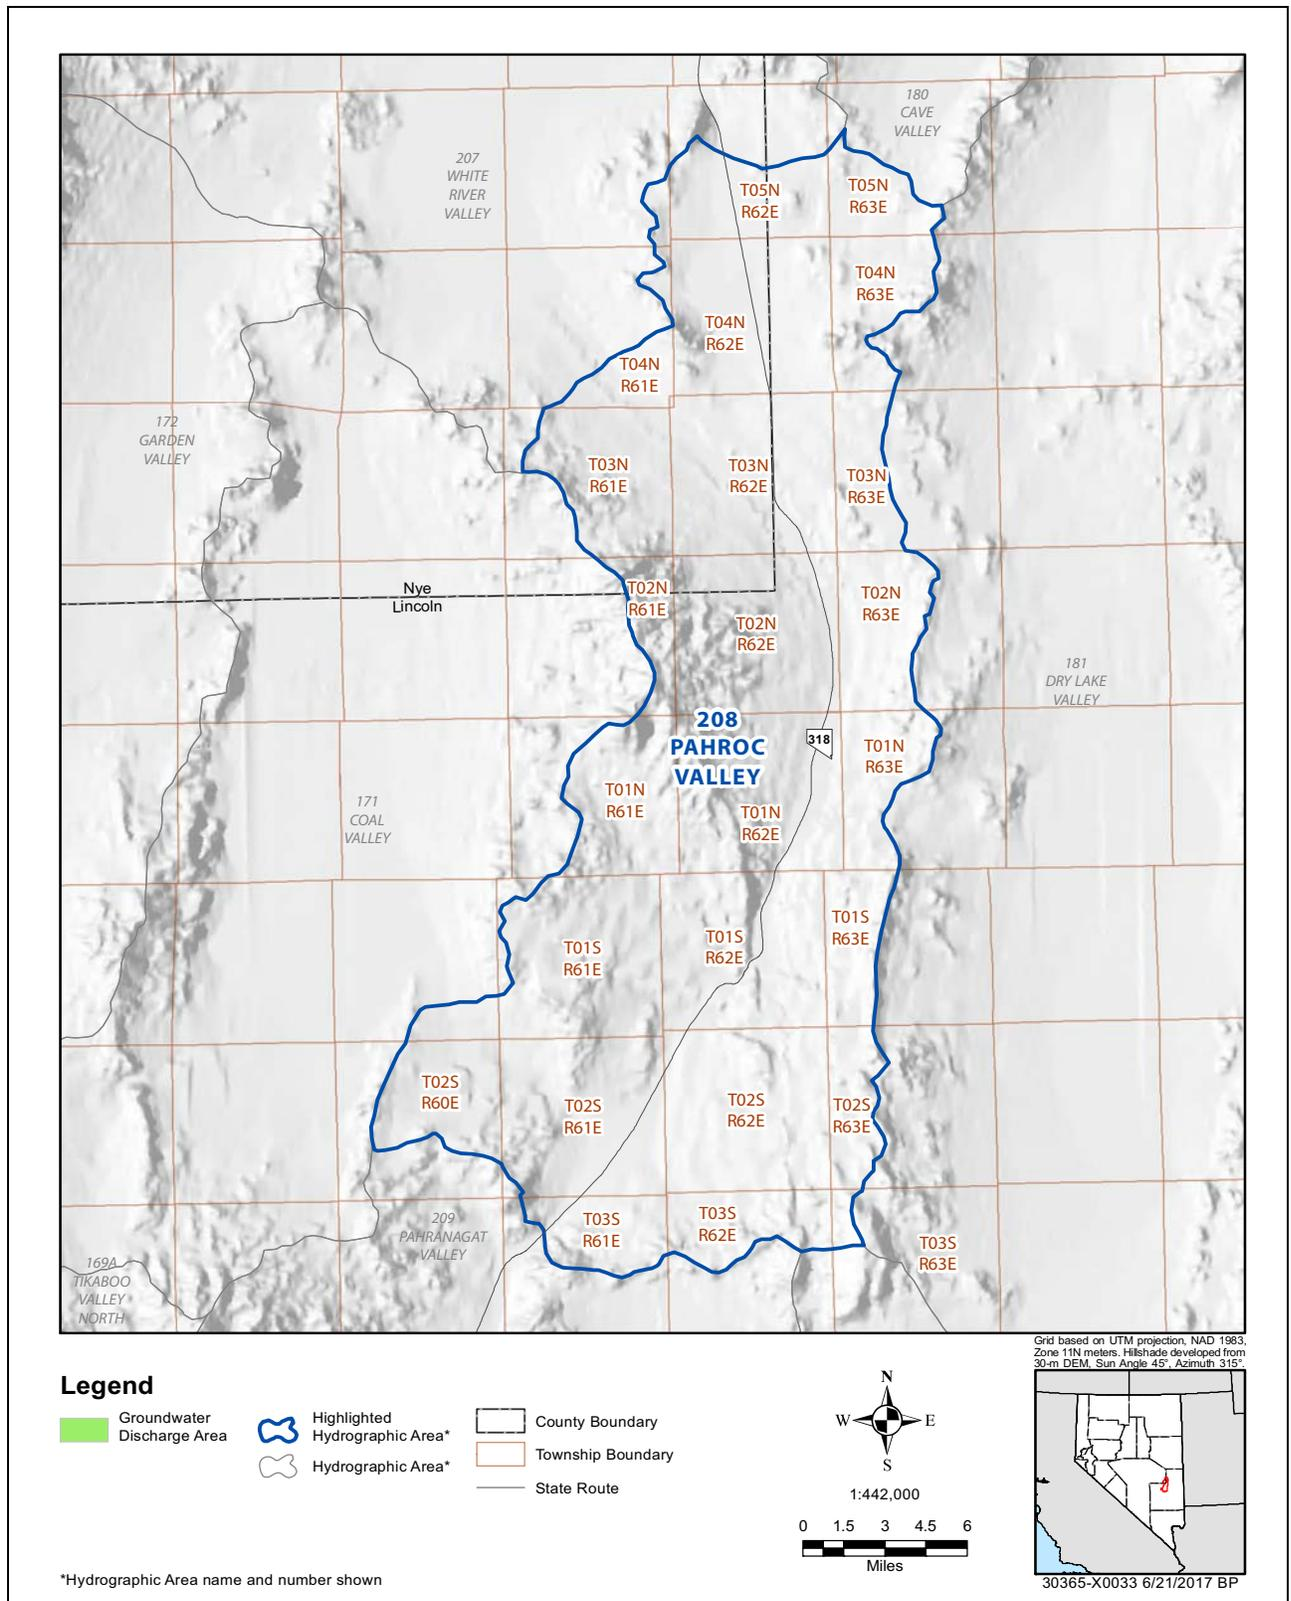 180
CAVE
VALLEY
207
WHITE
RIVER
VALLEY
T05N
R62E
T05N
R63E
T04N
R63E
T04N
R62E
T04N
R61E
172
GARDEN
VALLEY
T03N
R61E
T03N
R62E
T03N
R63E
Nye
Lincoln
T02N
R61E
T02N
R62E
T02N
R63E
181
DRY LAKE
VALLEY
208
PAHROC
VALLEY
318
T01N
R63E
T01N
R61E
T01N
R62E
171
COAL
VALLEY
T01S
R61E
T01S
R62E
T01S
R63E
T02S
R60E
T02S
R61E
T02S
R62E
T02S
R63E
T03S
R61E
T03S
R62E
T03S
R63E
209
PAHRANAGAT
VALLEY
169A
TIKABOO
VALLEY
NORTH
Grid based on UTM projection, NAD 1983,
Zone 11N meters. Hillshade developed from
30-m DEM, Sun Angle 45°, Azimuth 315°.
Legend
Groundwater
Discharge Area
Highlighted
Hydrographic Area*
Hydrographic Area*
County Boundary
Township Boundary
State Route
N
W E
S
1:442,000
0 1.5 3 4.5 6
Miles
*Hydrographic Area name and number shown
30365-X0033 6/21/2017 BP